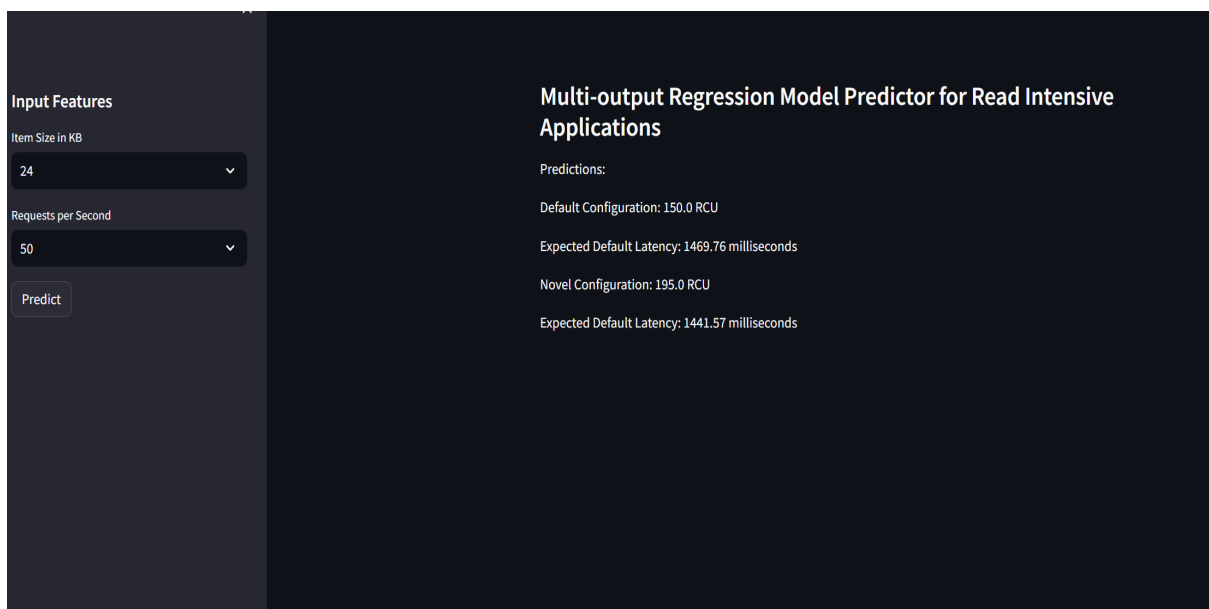 Input Features
Item Size in KB
24
Requests per Second
50
Predict
Multi-output Regression Model Predictor for Read Intensive
Applications
Predictions:
Default Configuration: 150.0 RCU
Expected Default Latency: 1469.76 milliseconds
Novel Configuration: 195.0 RCU
Expected Default Latency: 1441.57 milliseconds